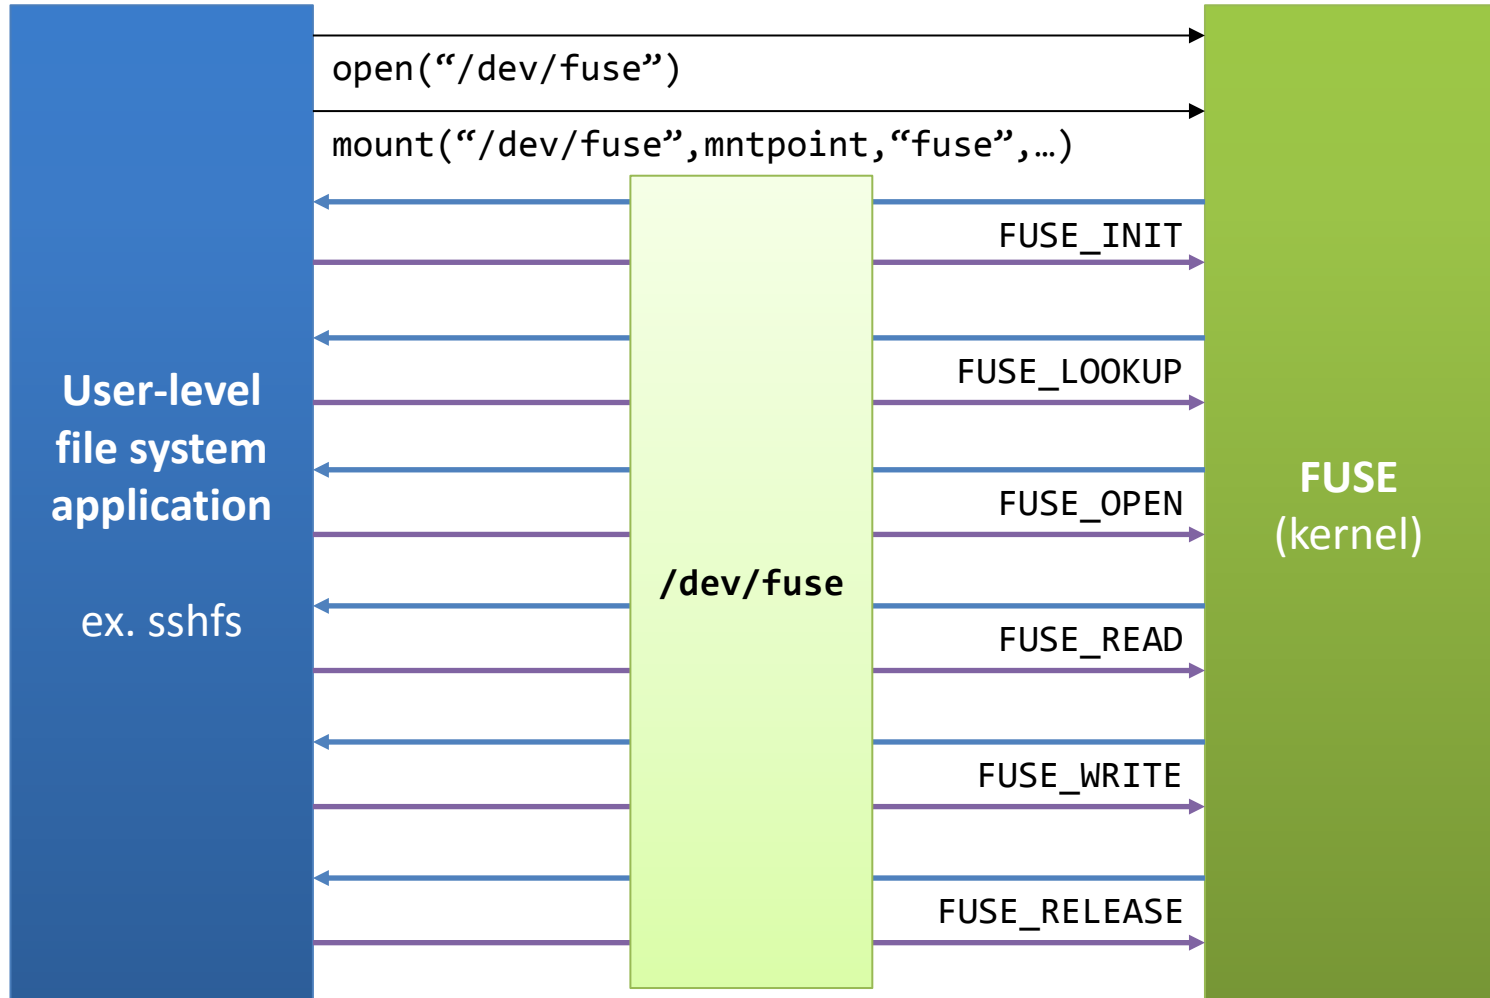 open(“/dev/fuse”)
mount(“/dev/fuse”,mntpoint,“fuse”,…)
FUSE_INIT
FUSE_LOOKUP
User-level
file system
application
ex. sshfs
FUSE_OPEN
/dev/fuse
FUSE
(kernel)
FUSE_READ
FUSE_WRITE
FUSE_RELEASE